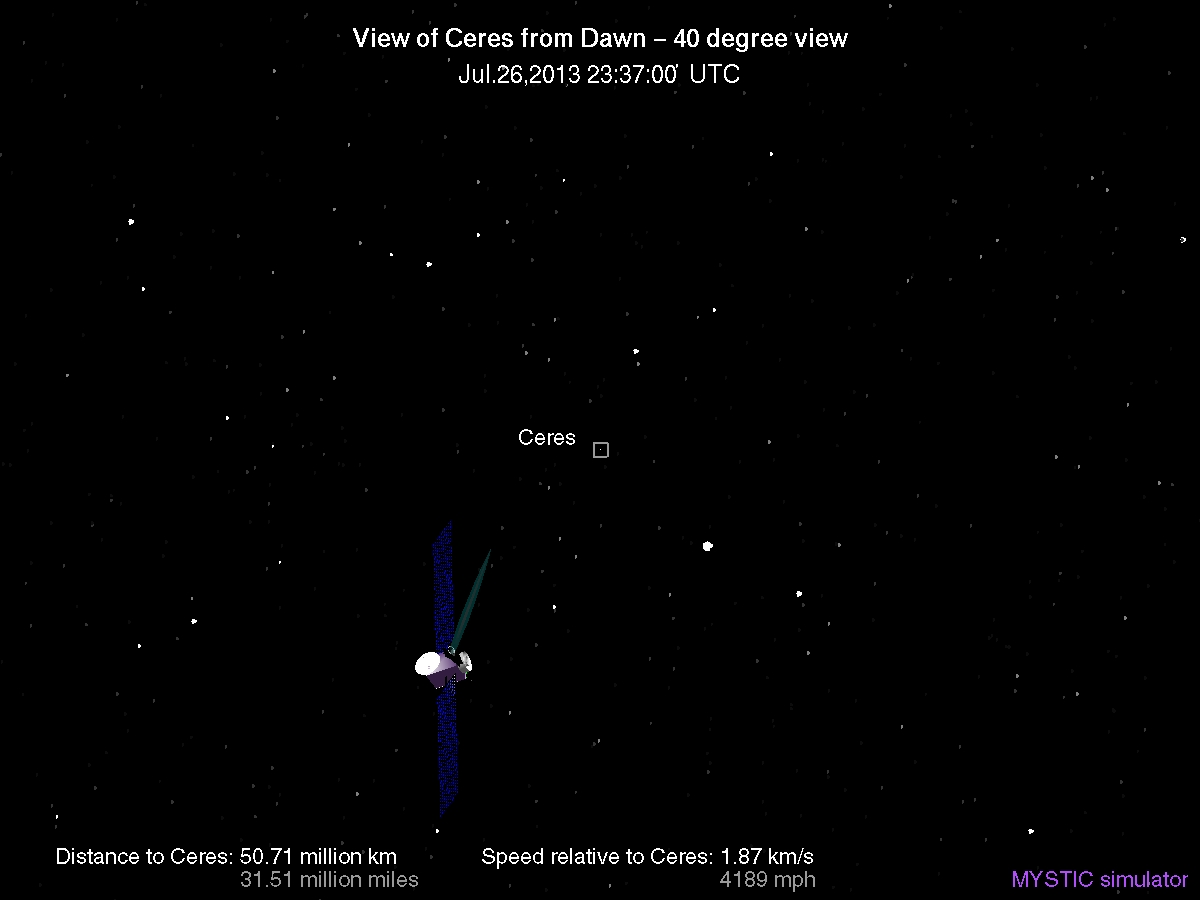 View of Ceres from Dawn – 40 degree view
Jul.26,2013 23:37:00 UTC
Ceres
Distance to Ceres: 50.71 million km
31.51 million miles
Speed relative to Ceres: 1.87 km/s
4189 mph
MYSTIC simulator